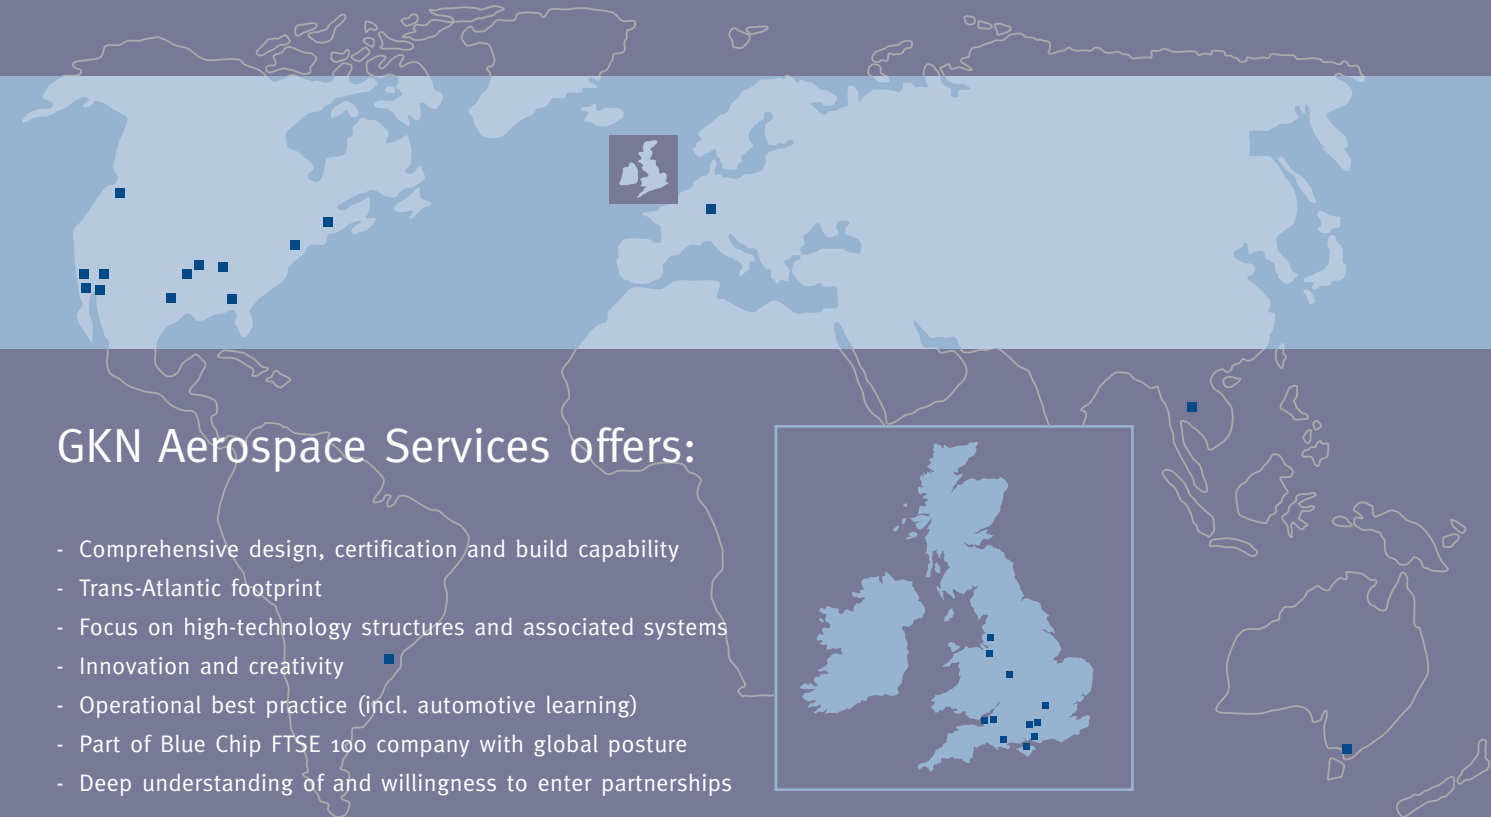 GKN Aerospace Services offers:
- Comprehensive design, certification and build capability
- Trans-Atlantic footprint
- Focus on high-technology structures and associated systems
- Innovation and creativity
- Operational best practice (incl. automotive learning)
- Part of Blue Chip FTSE 100 company with global posture
- Deep understanding of and willingness to enter partnerships